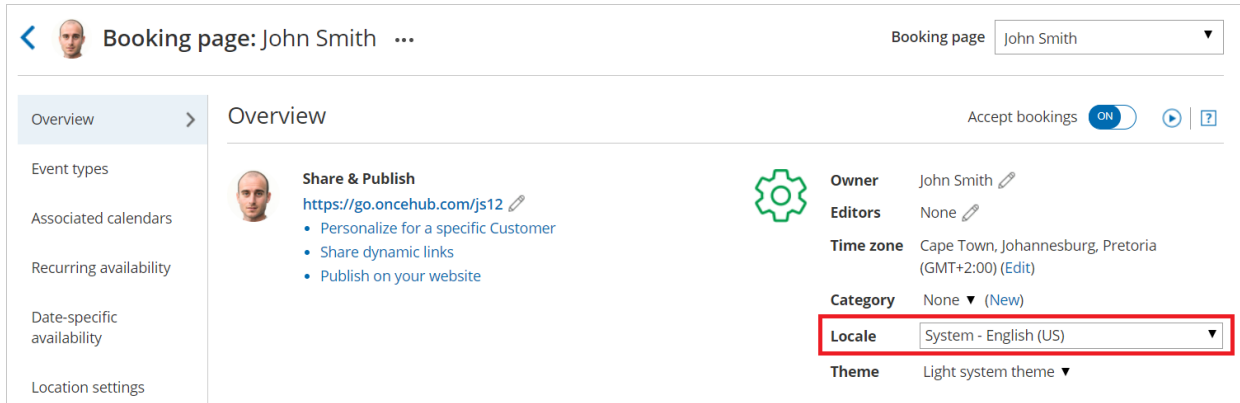 Booking page: John Smith ...
Booking page John Smith
Overview
Event types
Associated calendars
Recurring availability
Date-specific
availability
Location settings
Overview
Accept bookings ON
Share & Publish
https://go.oncehub.com/js12
Personalize for a specific Customer
Share dynamic links
Publish on your website
Owner John Smith
Editors None
Time zone Cape Town, Johannesburg, Pretoria
(GMT+2:00) (Edit)
Category None (New)
Locale System - English (US)
Theme Light system theme